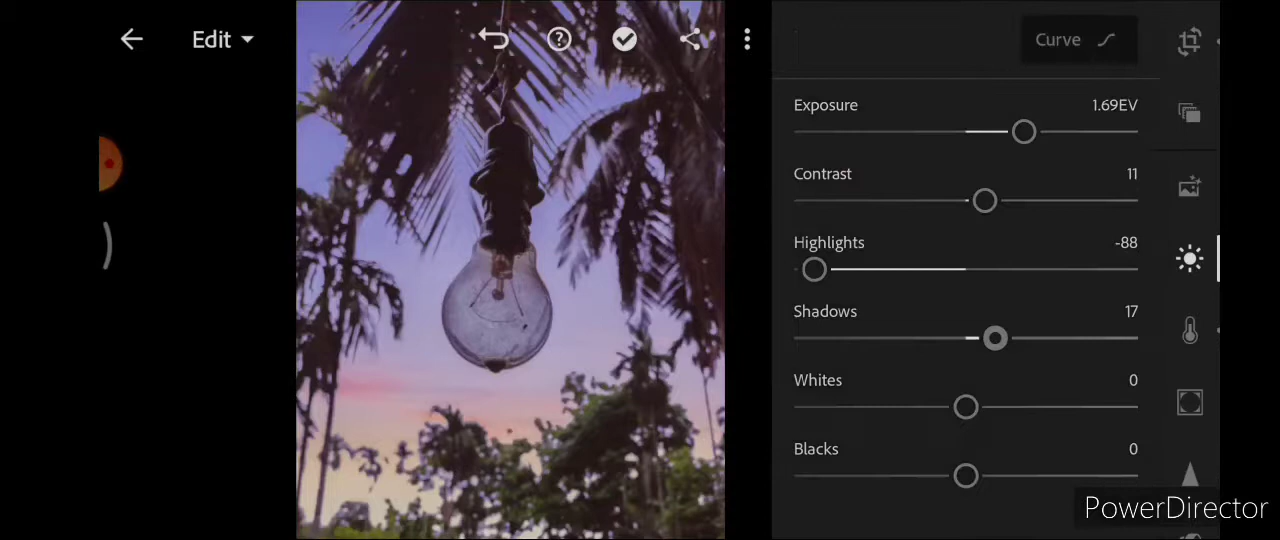 Edit
Curve
Exposure 1.69EV
Contrast 11
Highlights -88
Shadows 17
Whites 0
Blacks 0
PowerDirector